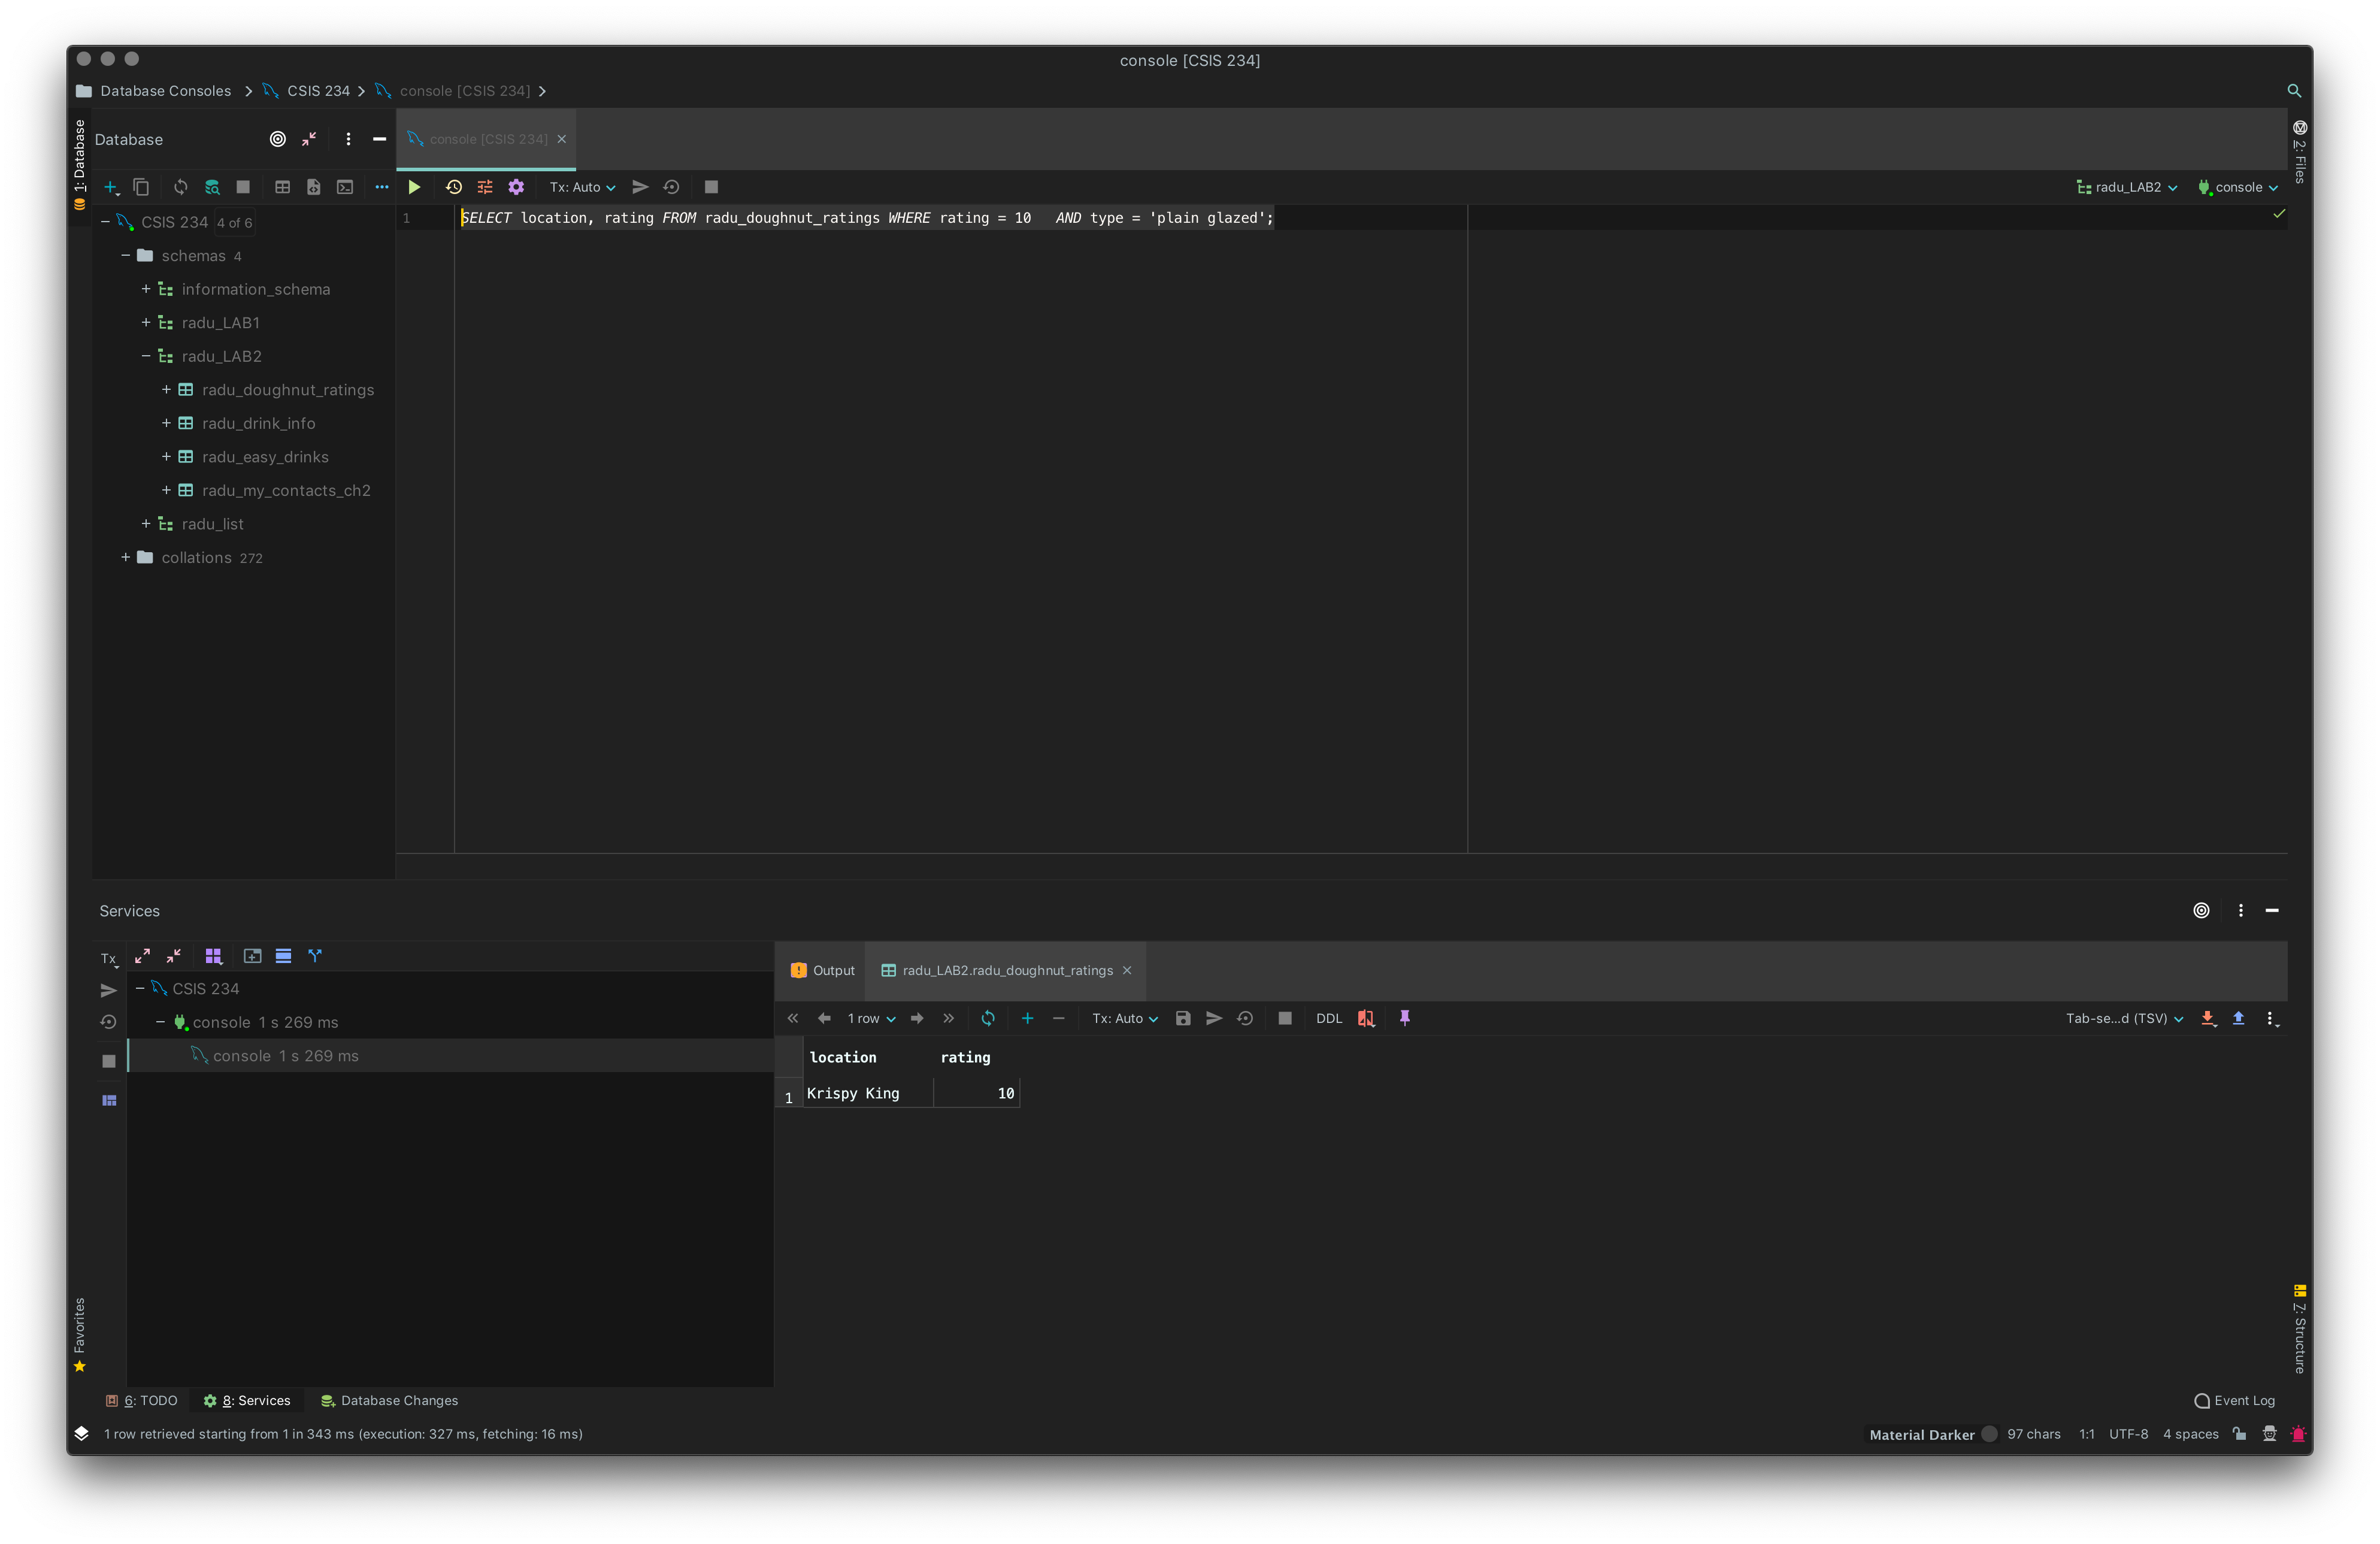 console [CSIS 234]
Database Consoles CSIS 234 console [CSIS 234]
1: Database
Database
console [CSIS 234]
2: Files
Tx: Auto
radu_LAB2 console
CSIS 234 4 of 6
schemas 4
information_schema
radu_LAB1
radu_LAB2
radu_doughnut_ratings
radu_drink_info
radu_easy_drinks
radu_my_contacts_ch2
radu_list
collations 272
1 SELECT location, rating FROM radu_doughnut_ratings WHERE rating = 10   AND type = 'plain glazed';
Services
Tx
CSIS 234
console 1 s 269 ms
console 1 s 269 ms
Output radu_LAB2.radu_doughnut_ratings
1 row Tx: Auto DDL Tab-se...d (TSV)
location rating
1 Krispy King 10
Favorites
7: Structure
6: TODO 8: Services Database Changes Event Log
1 row retrieved starting from 1 in 343 ms (execution: 327 ms, fetching: 16 ms) Material Darker 97 chars 1:1 UTF-8 4 spaces